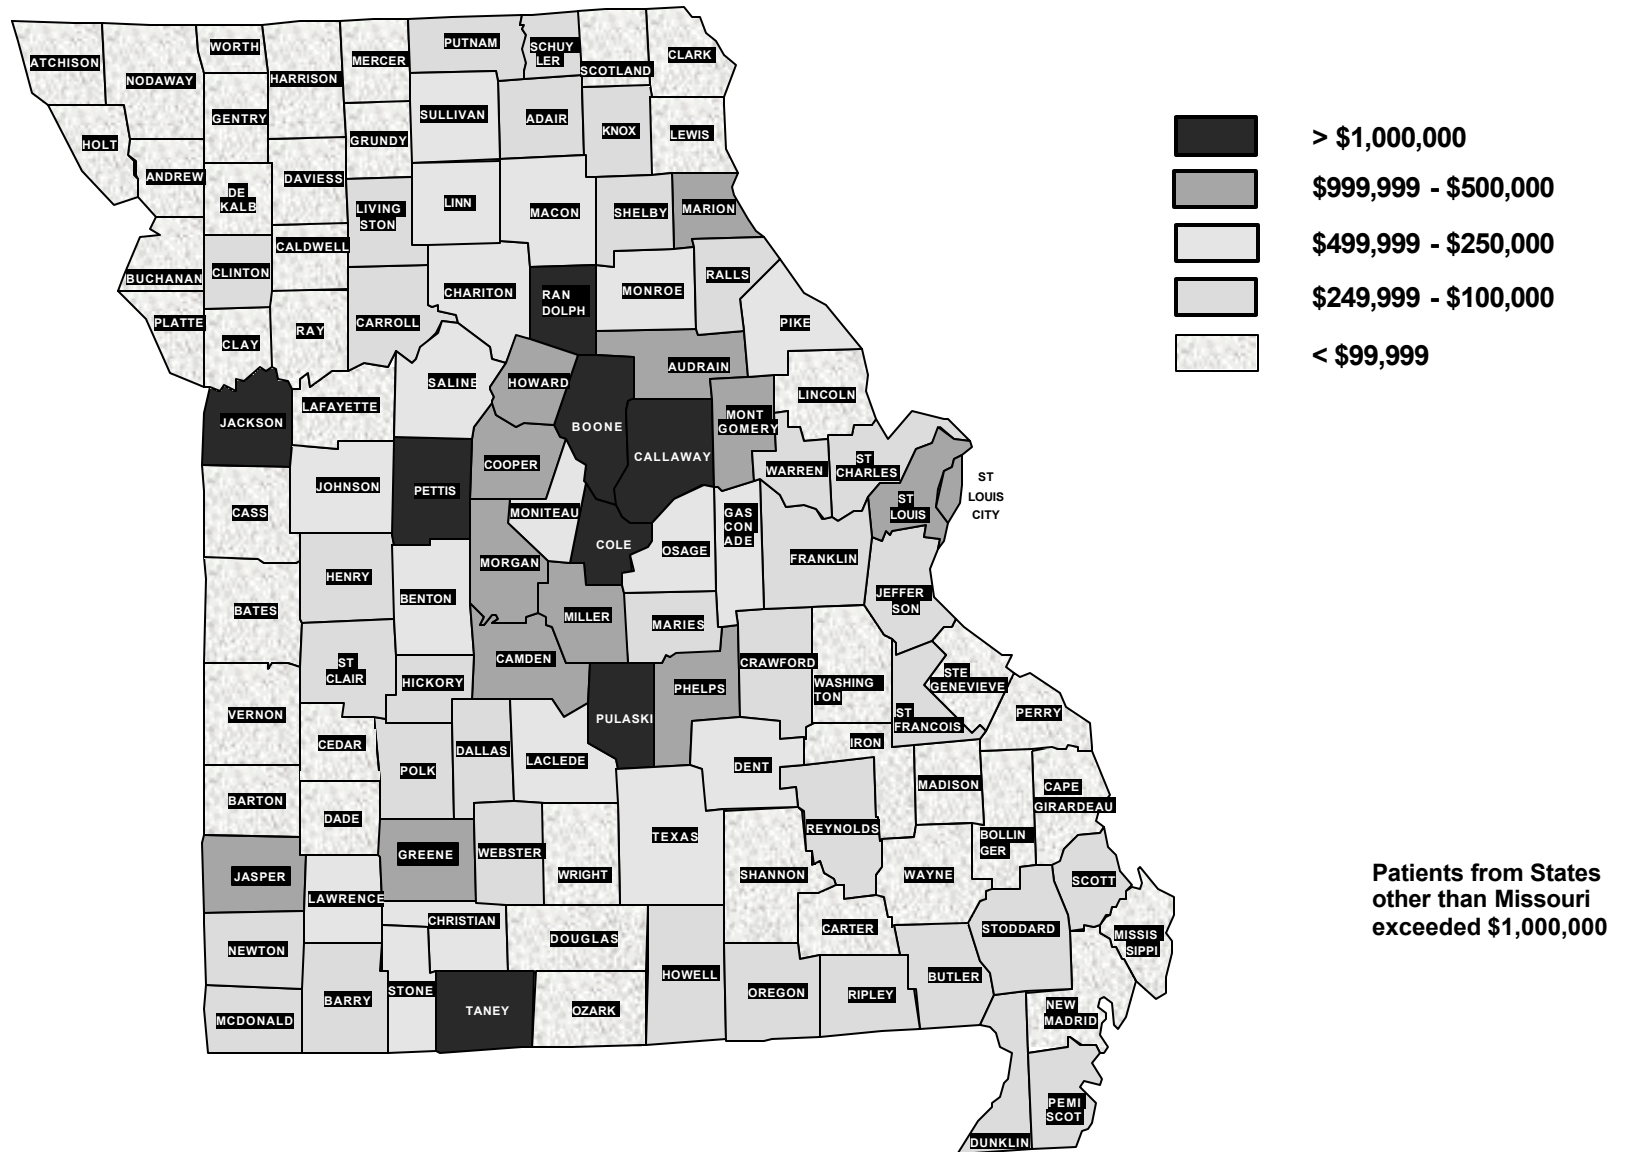 ATCHISON
NODAWAY
WORTH
HARRISON
MERCER
PUTNAM
SCHUY
LER
SCOTLAND
CLARK
GENTRY
HOLT
ANDREW
DE
KALB
DAVIESS
GRUNDY
SULLIVAN
ADAIR
KNOX
LEWIS
LIVING
STON
LINN
MACON
SHELBY
MARION
BUCHANAN
CLINTON
CALDWELL
CHARITON
RAN
DOLPH
MONROE
RALLS
PLATTE
CLAY
RAY
CARROLL
PIKE
AUDRAIN
SALINE
HOWARD
LINCOLN
JACKSON
LAFAYETTE
BOONE
MONT
GOMERY
CALLAWAY
COOPER
WARREN
ST
CHARLES
ST
LOUIS
CITY
JOHNSON
PETTIS
ST
LOUIS
CASS
MONITEAU
GAS
CON
ADE
COLE
OSAGE
FRANKLIN
HENRY
MORGAN
BENTON
JEFFER
SON
BATES
MILLER
MARIES
ST
CLAIR
CAMDEN
CRAWFORD
HICKORY
PHELPS
WASHING
TON
STE
GENEVIEVE
VERNON
PULASKI
ST
FRANCOIS
PERRY
CEDAR
DALLAS
LACLEDE
IRON
POLK
DENT
MADISON
CAPE
GIRARDEAU
BARTON
DADE
TEXAS
REYNOLDS
BOLLIN
GER
GREENE
WEBSTER
JASPER
WRIGHT
SHANNON
WAYNE
SCOTT
LAWRENCE
CHRISTIAN
CARTER
STODDARD
MISSIS
SIPPI
NEWTON
DOUGLAS
HOWELL
BUTLER
BARRY
STONE
TANEY
OZARK
OREGON
RIPLEY
NEW
MADRID
MCDONALD
PEMI
SCOT
DUNKLIN
> $1,000,000
$999,999 - $500,000
$499,999 - $250,000
$249,999 - $100,000
< $99,999
Patients from States
other than Missouri
exceeded $1,000,000